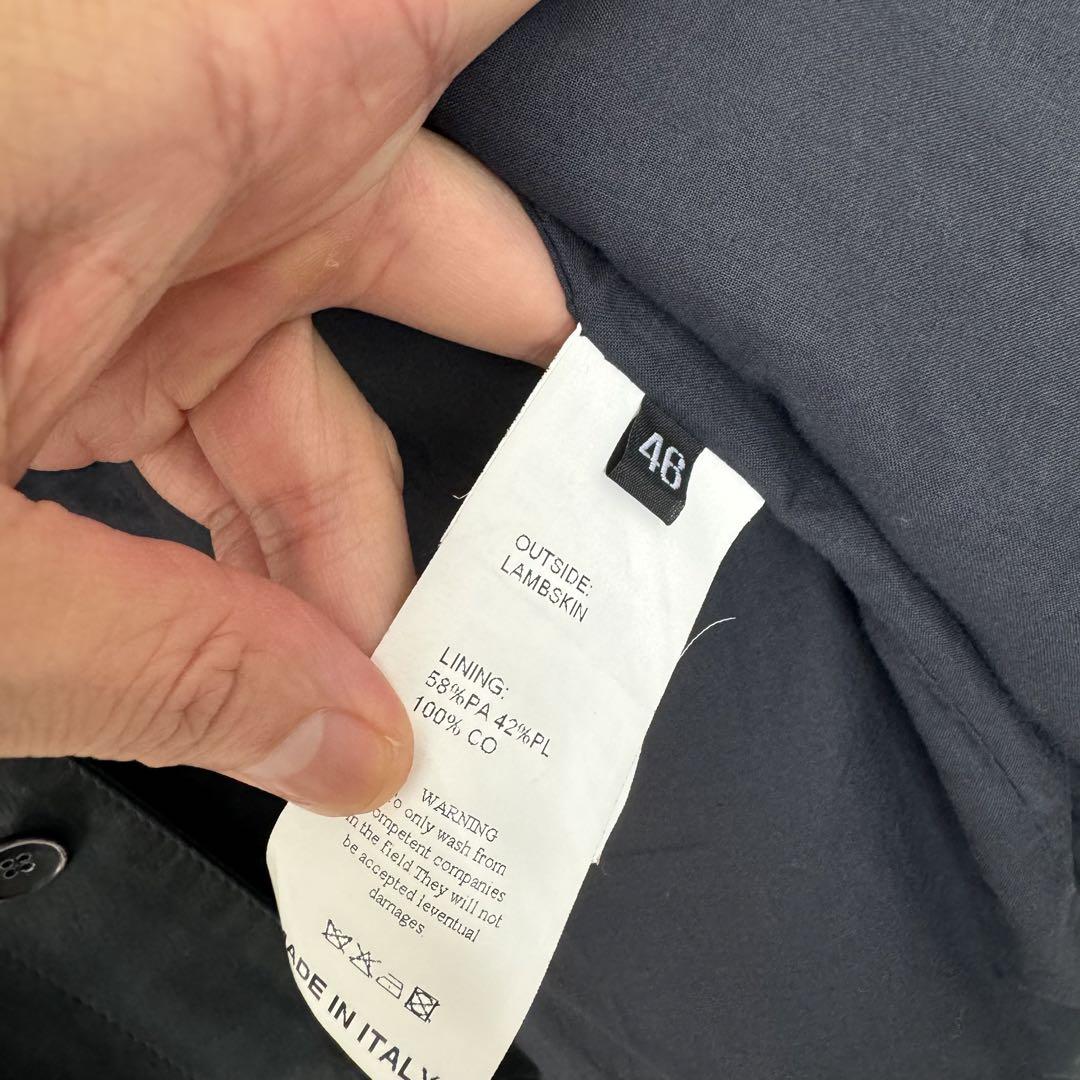 46
OUTSIDE:
LAMBSKIN
LINING:
58%PA 42%PL
100% CO
WARNING
only wash from
competent companies
in the field They will not
be accepted leventual
damages.
MADE IN ITALY